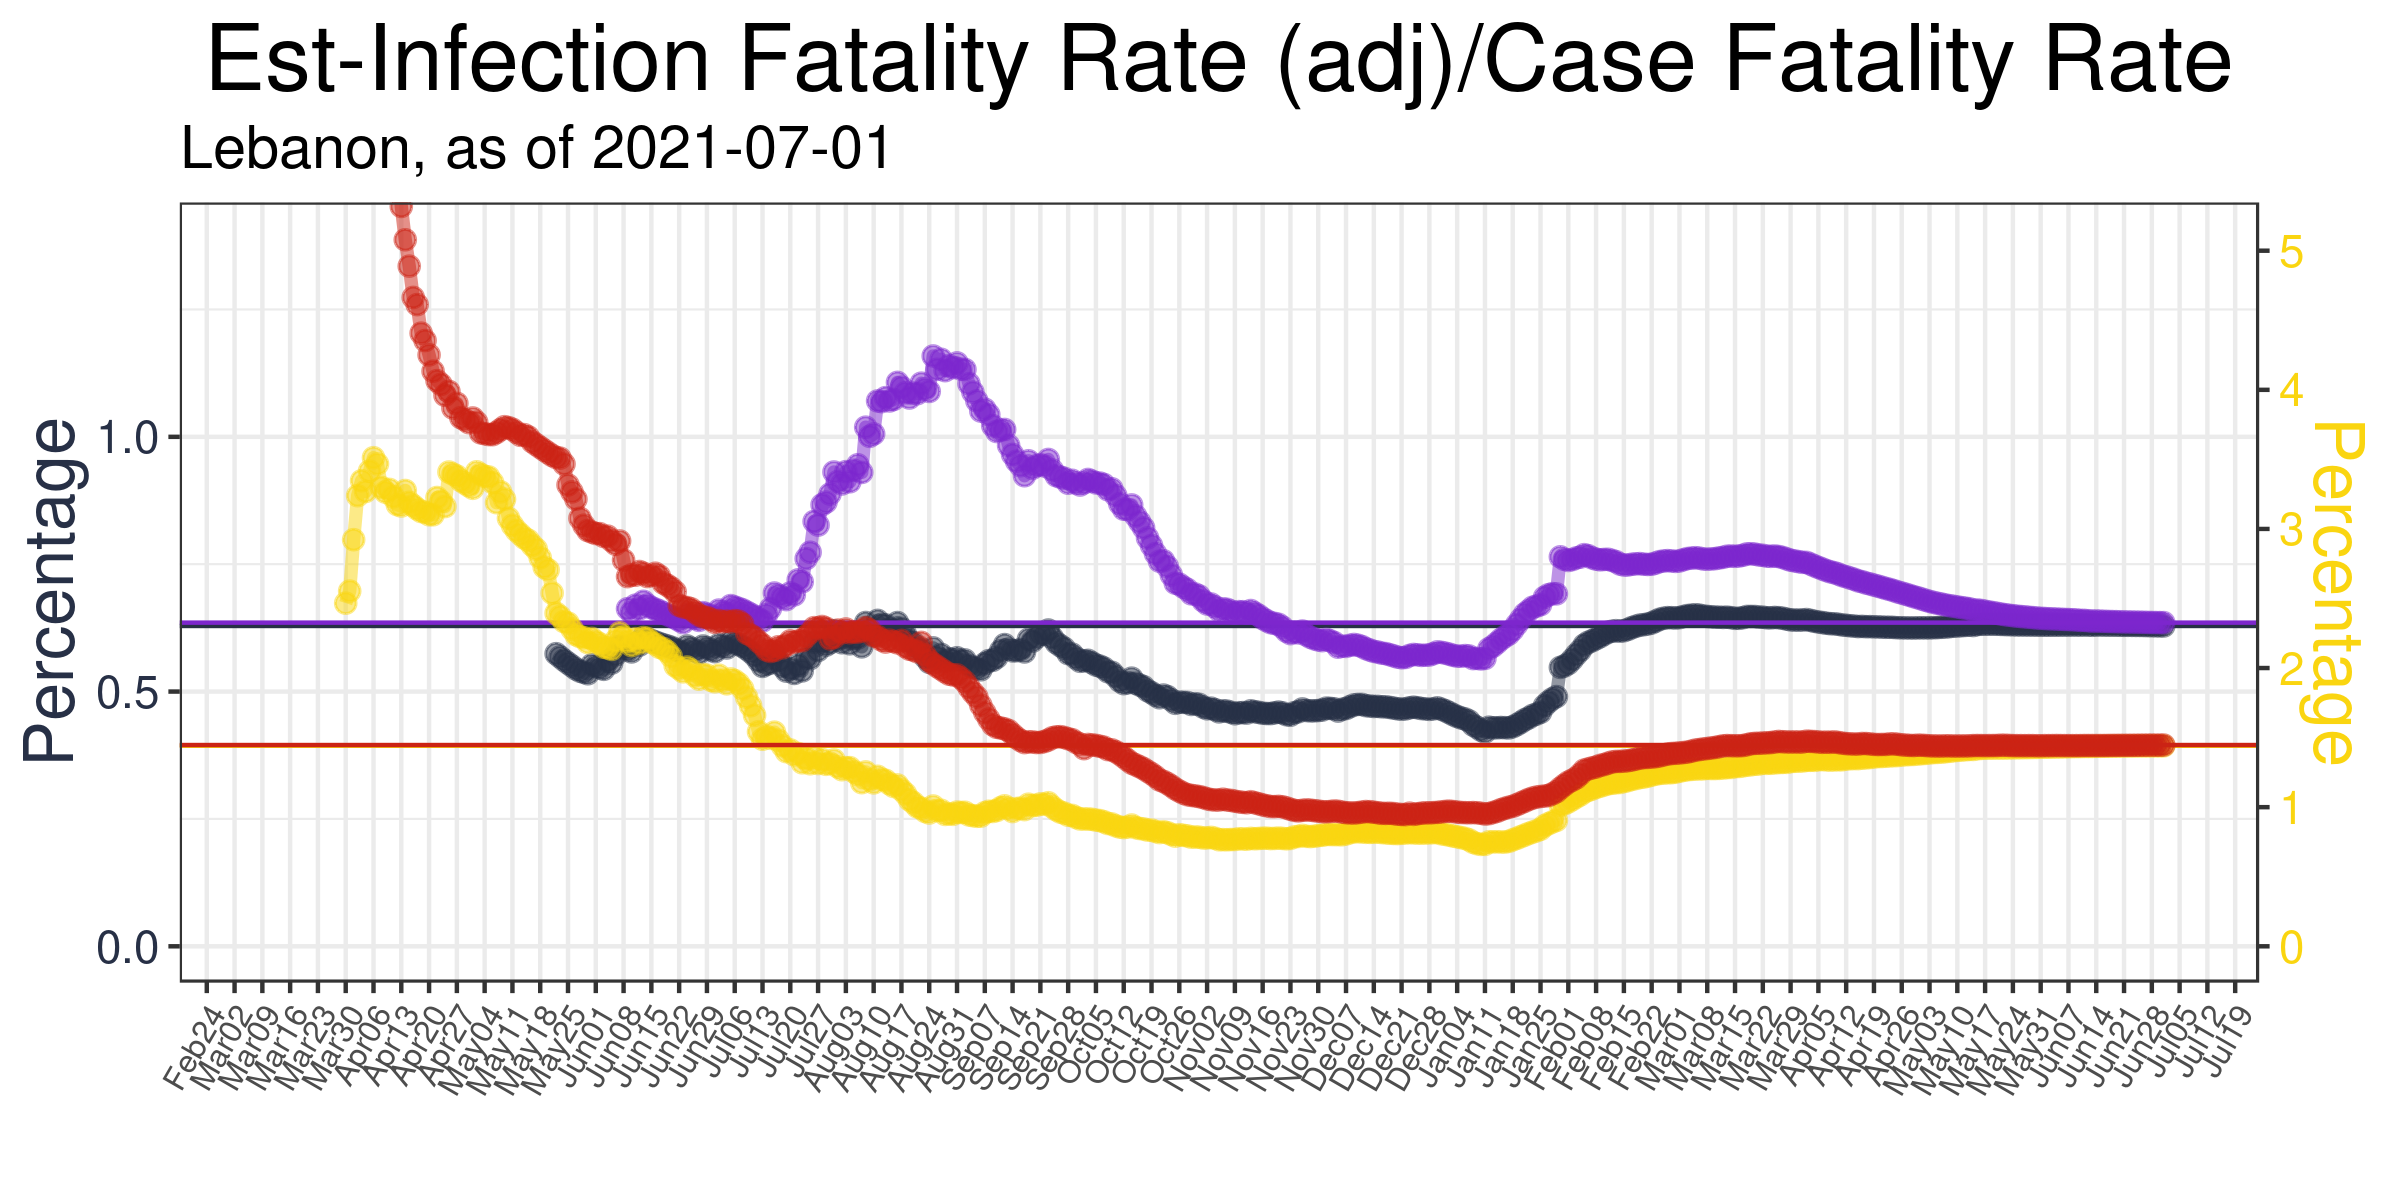 Est-Infection Fatality Rate (adj)/Case Fatality Rate
Lebanon, as of 2021-07-01
Percentage
1.0
0.5
0.0
5
4
3
2
1
0
Percentage
Feb24
Mar02
Mar09
Mar16
Mar23
Mar30
Apr06
Apr13
Apr20
Apr27
May04
May11
May18
May25
Jun01
Jun08
Jun15
Jun22
Jun29
Jul06
Jul13
Jul20
Jul27
Aug03
Aug10
Aug17
Aug24
Aug31
Sep07
Sep14
Sep21
Sep28
Oct05
Oct12
Oct19
Oct26
Nov02
Nov09
Nov16
Nov23
Nov30
Dec07
Dec14
Dec21
Dec28
Jan04
Jan11
Jan18
Jan25
Feb01
Feb08
Feb15
Feb22
Mar01
Mar08
Mar15
Mar22
Mar29
Apr05
Apr12
Apr19
Apr26
May03
May10
May17
May24
May31
Jun07
Jun14
Jun21
Jun28
Jul05
Jul12
Jul19